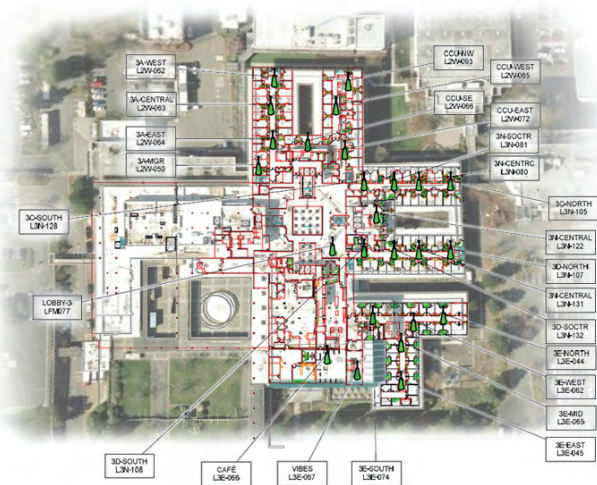 3A-WEST
L2W-062
3A-CENTRAL
L2W-063
3A-EAST
L2W-064
3A-MGR
L2W-050
CCU-NW
L2W-093
CCU-WEST
L2W-065
CCU-SE
L2W-066
CCU-EAST
L2W-072
3N-SOCTR
L3N-081
3N-CENTRC
L3N-080
3C-SOUTH
L3N-128
3C-NORTH
L3N-105
3N-CENTRAL
L3N-122
3D-NORTH
L3N-107
3N-CENTRAL
L3N-131
LOBBY-3
LFM077
3D-SOCTR
L3N-132
3E-NORTH
L3E-044
3E-WEST
L3E-062
3E-MID
L3E-065
3E-EAST
L3E-045
3D-SOUTH
L3N-108
CAFÉ
L3E-066
VIBES
L3E-067
3E-SOUTH
L3E-074